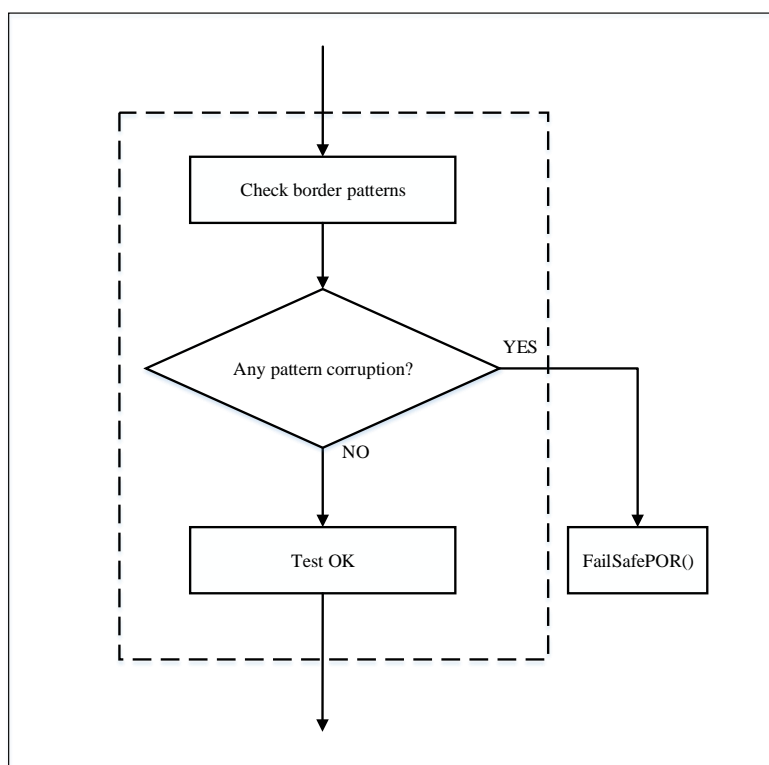 Check border patterns
YES
Any pattern corruption?
NO
Test OK
FailSafePOR()